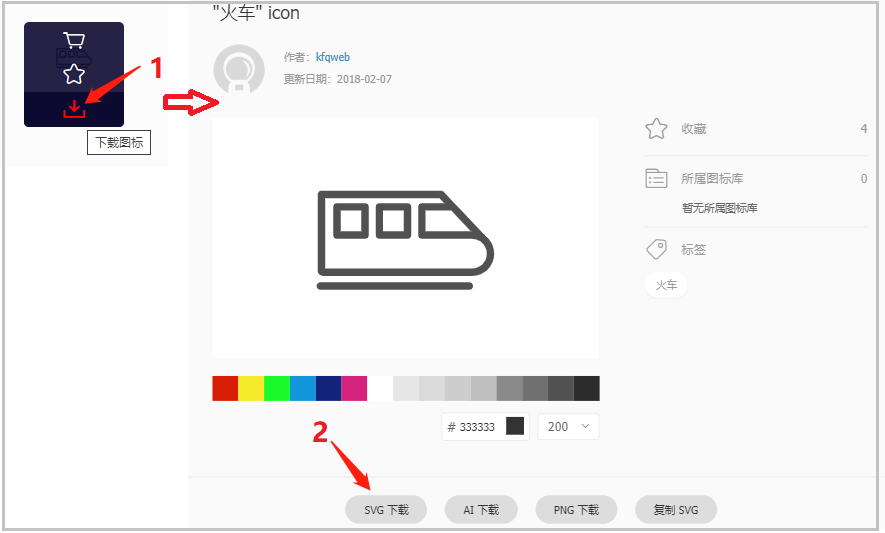 "火车" icon
1
作者：kfqweb
更新日期：2018-02-07
下载图标
收藏 4
所属图标库 0
暂无所属图标库
标签
火车
# 333333 200
2
SVG 下载 AI 下载 PNG 下载 复制 SVG